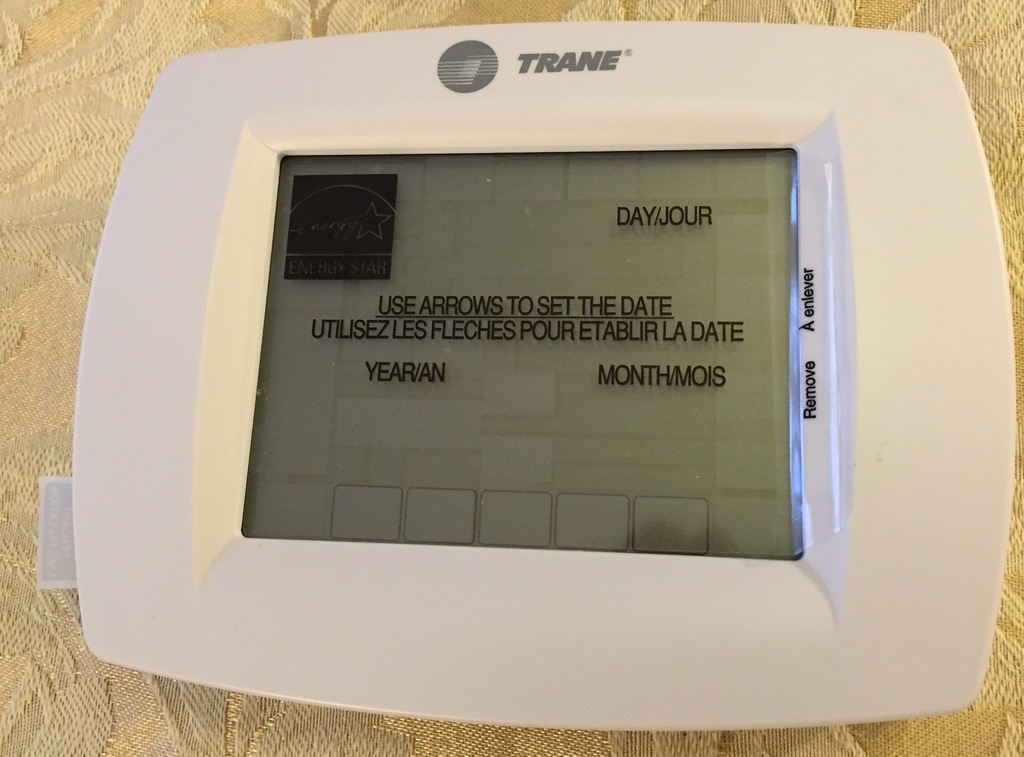 TRANE®
energy
ENERGY STAR
DAY/JOUR
USE ARROWS TO SET THE DATE
UTILISEZ LES FLECHES POUR ETABLIR LA DATE
YEAR/AN MONTH/MOIS
Remove À enlever